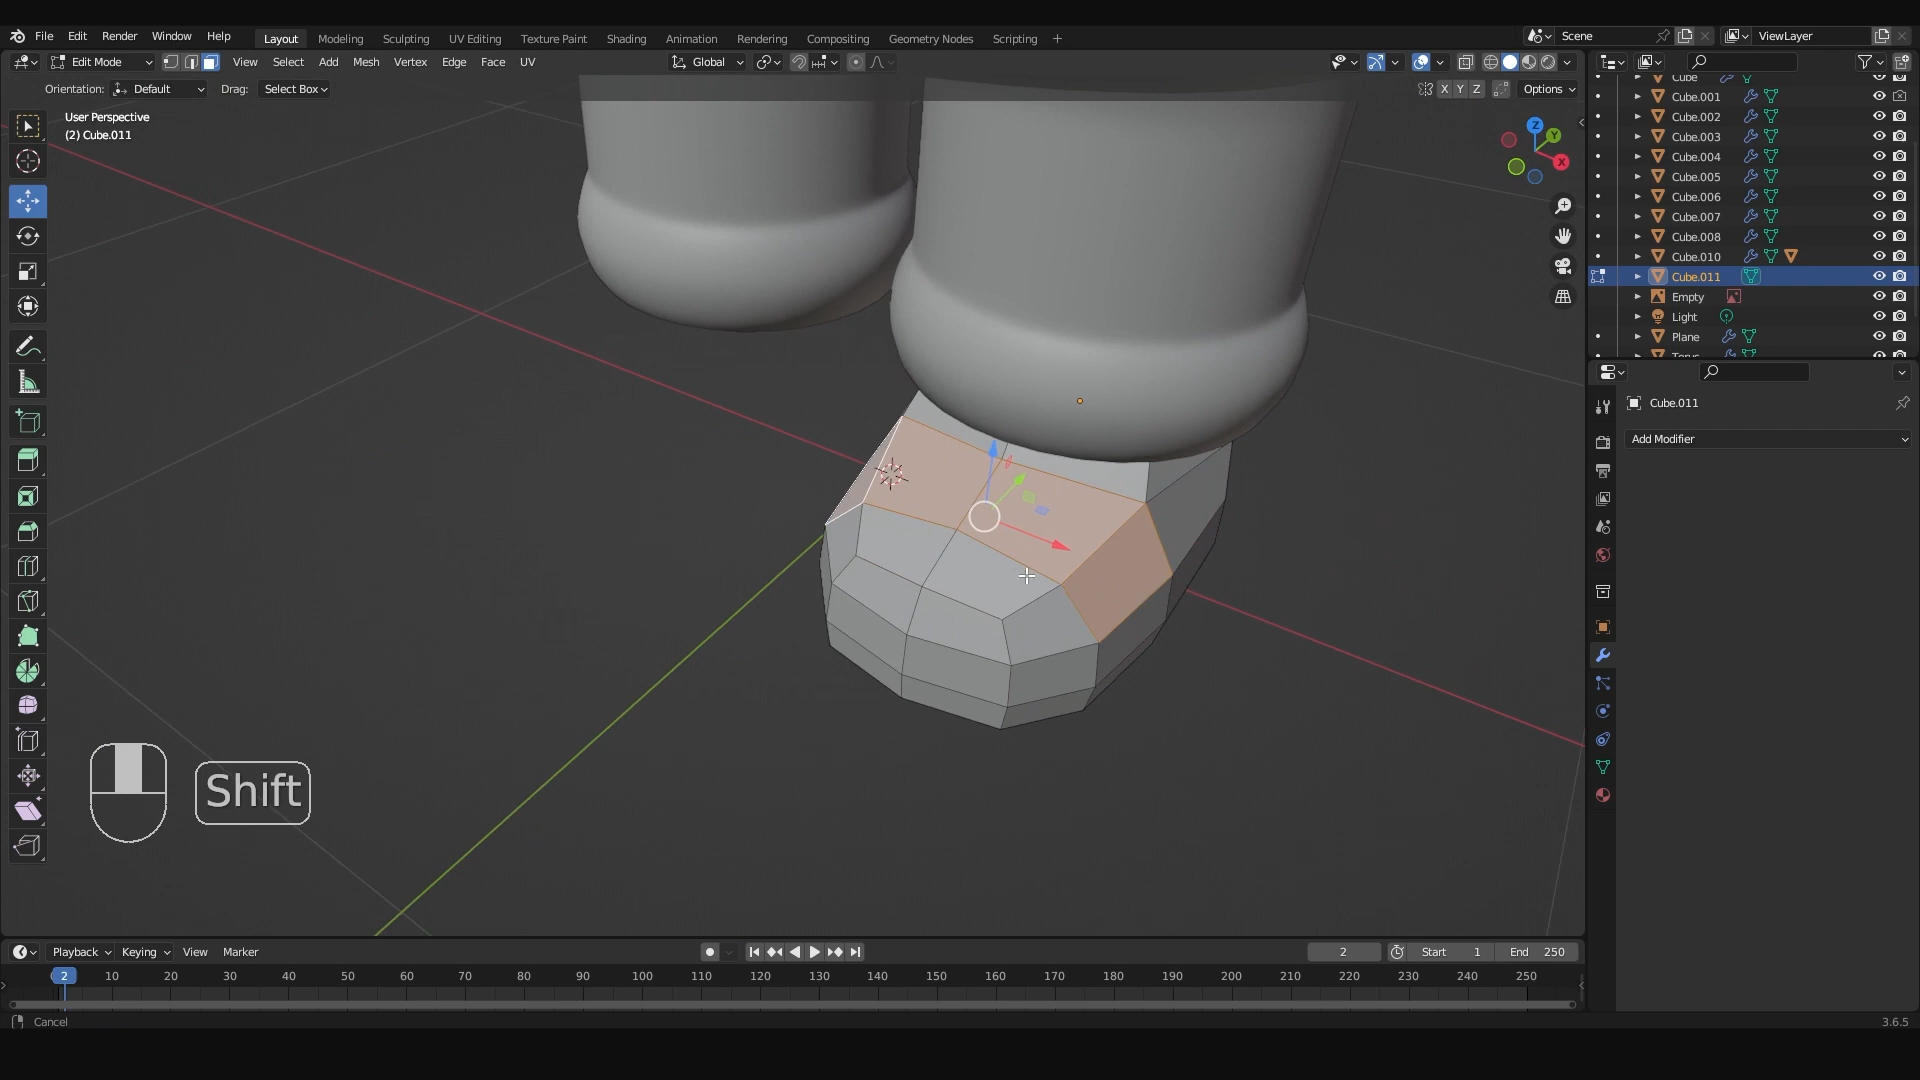 File Edit Render Window Help Layout Modeling Sculpting UV Editing Texture Paint Shading Animation Rendering Compositing Geometry Nodes Scripting + Scene ViewLayer
Edit Mode View Select Add Mesh Vertex Edge Face UV Global
Orientation: Default Drag: Select Box X Y Z Options
User Perspective
(2) Cube.011
Z
Y
X
Cube
Cube.001
Cube.002
Cube.003
Cube.004
Cube.005
Cube.006
Cube.007
Cube.008
Cube.010
Cube.011
Empty
Light
Plane
Torus
Cube.011
Add Modifier
Shift
Playback Keying View Marker 2 Start 1 End 250
2 10 20 30 40 50 60 70 80 90 100 110 120 130 140 150 160 170 180 190 200 210 220 230 240 250
Cancel 3.6.5